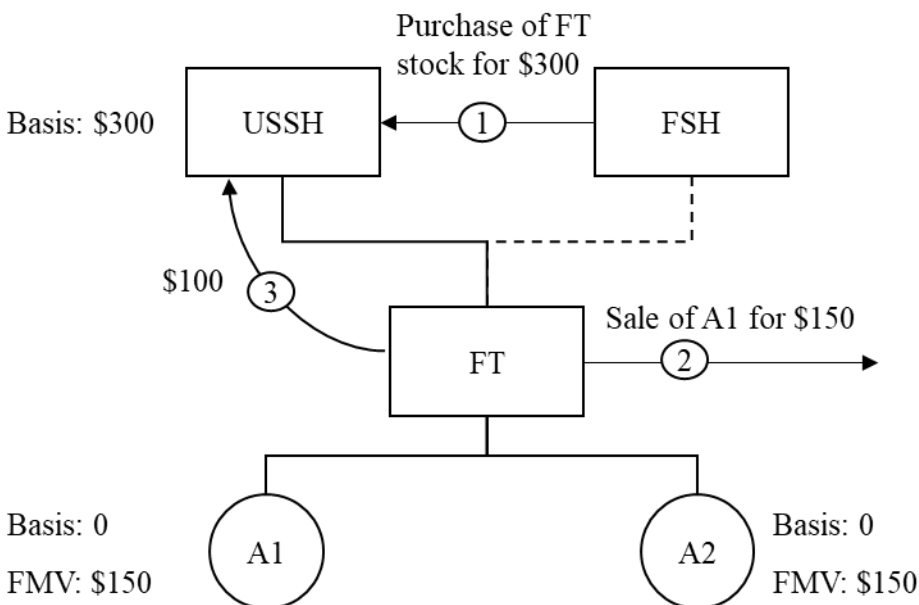 Purchase of FT
stock for $300
Basis: $300
USSH
1
FSH
$100
3
Sale of A1 for $150
FT
2
Basis: 0
FMV: $150
A1
A2
Basis: 0
FMV: $150